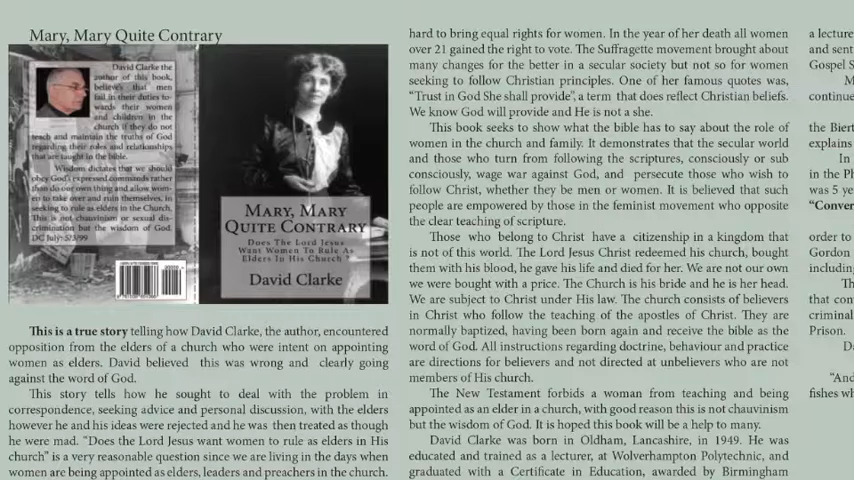 Mary, Mary Quite Contrary
David Clarke the
author of this book,
believe's that men
fail in their duties to-
wards their women
and children in the
church if they do not
teach and maintain the truths of God
regarding their roles and relationships
that are taught in the bible.
Wisdom dictates that we should
obey God's expressed commands rather
than do our own thing and allow wom-
en to take over and ruin themselves, in
seeking to rule as elders in the Church.
This is not chauvinism or sexual dis-
crimination but the wisdom of God.
MARY, MARY
QUITE CONTRARY
Does The Lord Jesus
Want Women To Rule As
Elders In His Church ?
David Clarke
This is a true story telling how David Clarke, the author, encountered
opposition from the elders of a church who were intent on appointing
women as elders. David believed this was wrong and clearly going
against the word of God.
This story tells how he sought to deal with the problem in
correspondence, seeking advice and personal discussion, with the elders
however he and his ideas were rejected and he was then treated as though
he were mad. "Does the Lord Jesus want women to rule as elders in His
church" is a very reasonable question since we are living in the days when
women are being appointed as elders, leaders and preachers in the church.
hard to bring equal rights for women. In the year of her death all women
over 21 gained the right to vote. The Suffragette movement brought about
many changes for the better in a secular society but not so for women
seeking to follow Christian principles. One of her famous quotes was,
"Trust in God She shall provide", a term that does reflect Christian beliefs.
We know God will provide and He is not a she.
This book seeks to show what the bible has to say about the role of
women in the church and family. It demonstrates that the secular world
and those who turn from following the scriptures, consciously or sub
consciously, wage war against God, and persecute those who wish to
follow Christ, whether they be men or women. It is believed that such
people are empowered by those in the feminist movement who opposite
the clear teaching of scripture.
Those who belong to Christ have a citizenship in a kingdom that
is not of this world. The Lord Jesus Christ redeemed his church, bought
them with his blood, he gave his life and died for her. We are not our own
we were bought with a price. The Church is his bride and he is her head.
We are subject to Christ under His law. The church consists of believers
in Christ who follow the teaching of the apostles of Christ. They are
normally baptized, having been born again and receive the bible as the
word of God. All instructions regarding doctrine, behaviour and practice
are directions for believers and not directed at unbelievers who are not
members of His church.
The New Testament forbids a woman from teaching and being
appointed as an elder in a church, with good reason this is not chauvinism
but the wisdom of God. It is hoped this book will be a help to many.
David Clarke was born in Oldham, Lancashire, in 1949. He was
educated and trained as a lecturer, at Wolverhampton Polytechnic, and
graduated with a Certificate in Education, awarded by Birmingham
a lecture
and sent
Gospel S
M
continue
the Biert
explains
In
in the Ph
was 5 ye
"Conver
order to
Gordon
including
Th
that con
criminal
Prison.
Da
"And
fishes wh